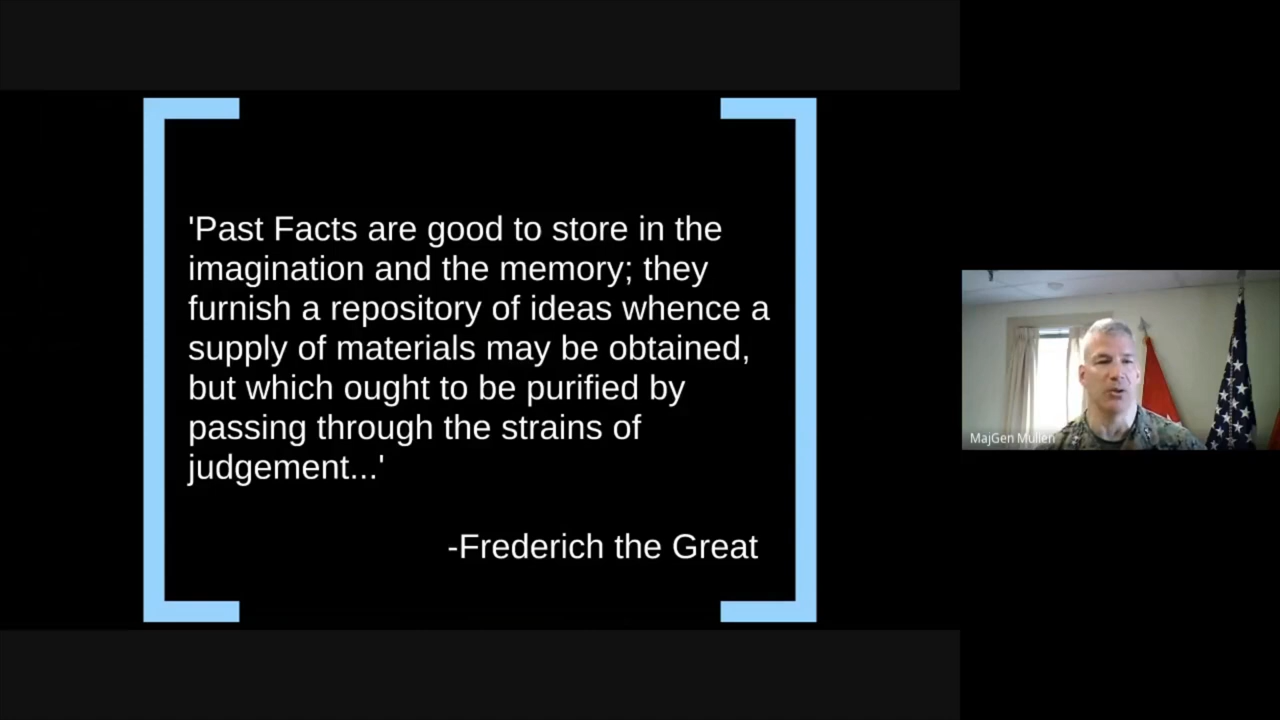 'Past Facts are good to store in the
imagination and the memory; they
furnish a repository of ideas whence a
supply of materials may be obtained,
but which ought to be purified by
passing through the strains of
judgement...'
-Frederich the Great
MajGen Mullen